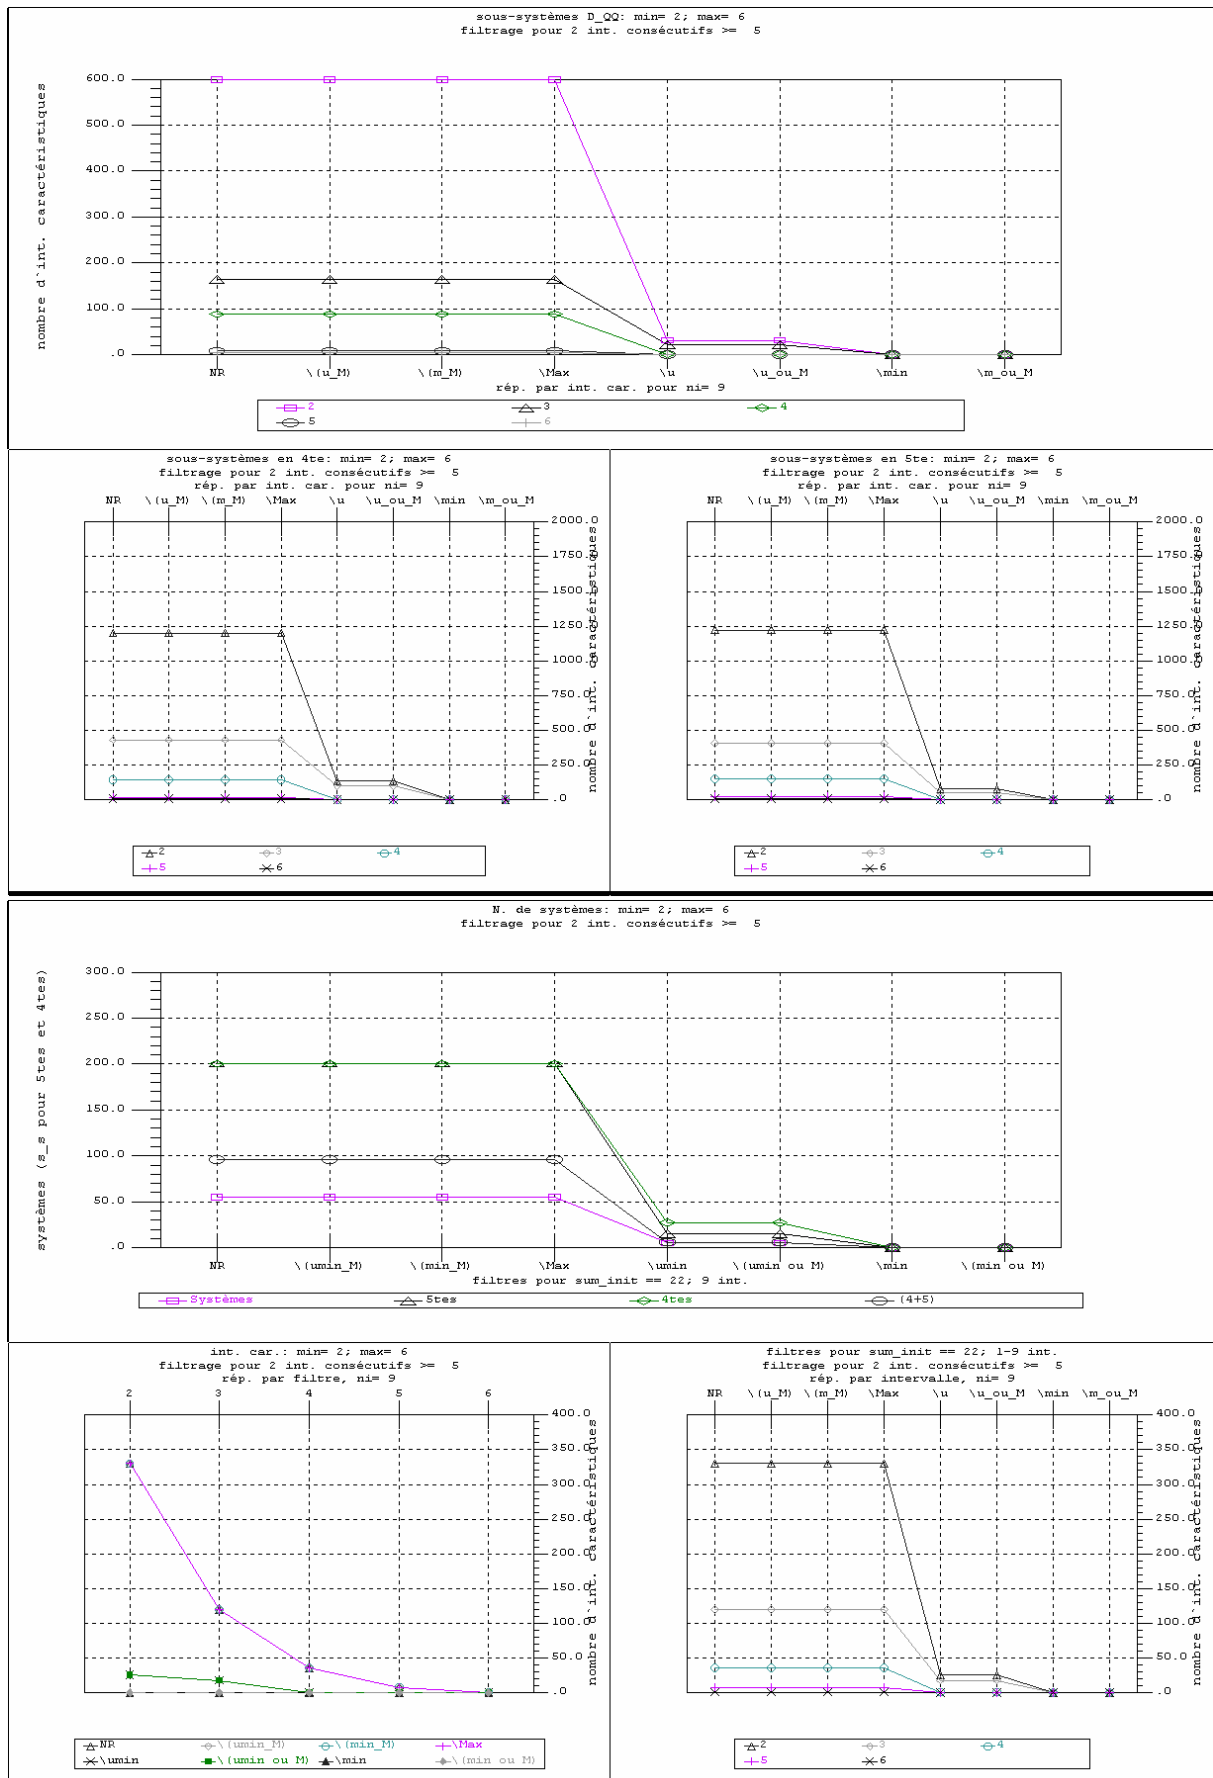 sous-systèmes D_QQ: min= 2; max= 6
filtrage pour 2 int. consécutifs >=  5
nombre d`int. caractéristiques
600.0
500.0
400.0
300.0
200.0
100.0
.0
NR \(u_M) \(m_M) \Max \u \u_ou_M \min \m_ou_M
rép. par int. car. pour ni= 9
2 3 4
5 6
sous-systèmes en 4te: min= 2; max= 6
filtrage pour 2 int. consécutifs >=  5
rép. par int. car. pour ni= 9
NR \(u_M) \(m_M) \Max \u \u_ou_M \min \m_ou_M
2000.0
1750.0
1500.0
1250.0
1000.0
750.0
500.0
250.0
.0
nombre d`int. caractéristiques
2 3 4
5 6
sous-systèmes en 5te: min= 2; max= 6
filtrage pour 2 int. consécutifs >=  5
rép. par int. car. pour ni= 9
NR \(u_M) \(m_M) \Max \u \u_ou_M \min \m_ou_M
2000.0
1750.0
1500.0
1250.0
1000.0
750.0
500.0
250.0
.0
nombre d`int. caractéristiques
2 3 4
5 6
N. de systèmes: min= 2; max= 6
filtrage pour 2 int. consécutifs >=  5
systèmes (s_s pour 5tes et 4tes)
300.0
250.0
200.0
150.0
100.0
50.0
.0
NR \(umin_M) \(min_M) \Max \umin \(umin ou M) \min \(min ou M)
filtres pour sum_init == 22; 9 int.
Systèmes 5tes 4tes (4+5)
int. car.: min= 2; max= 6
filtrage pour 2 int. consécutifs >=  5
rép. par filtre, ni= 9
2 3 4 5 6
400.0
350.0
300.0
250.0
200.0
150.0
100.0
50.0
.0
nombre d`int. caractéristiques
NR \(umin_M) \(min_M) \Max
\umin \(umin ou M) \min \(min ou M)
filtres pour sum_init == 22; 1-9 int.
filtrage pour 2 int. consécutifs >=  5
rép. par intervalle, ni= 9
NR \(u_M) \(m_M) \Max \u \u_ou_M \min \m_ou_M
400.0
350.0
300.0
250.0
200.0
150.0
100.0
50.0
.0
nombre d`int. caractéristiques
2 3 4
5 6